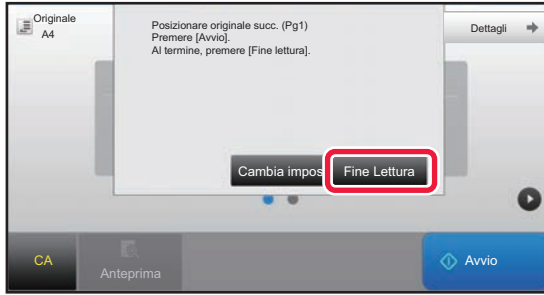 Originale
A4
Posizionare originale succ. (Pg1)
Premere [Avvio].
Al termine, premere [Fine lettura].
Dettagli
Cambia impos
Fine Lettura
CA
Anteprima
Avvio